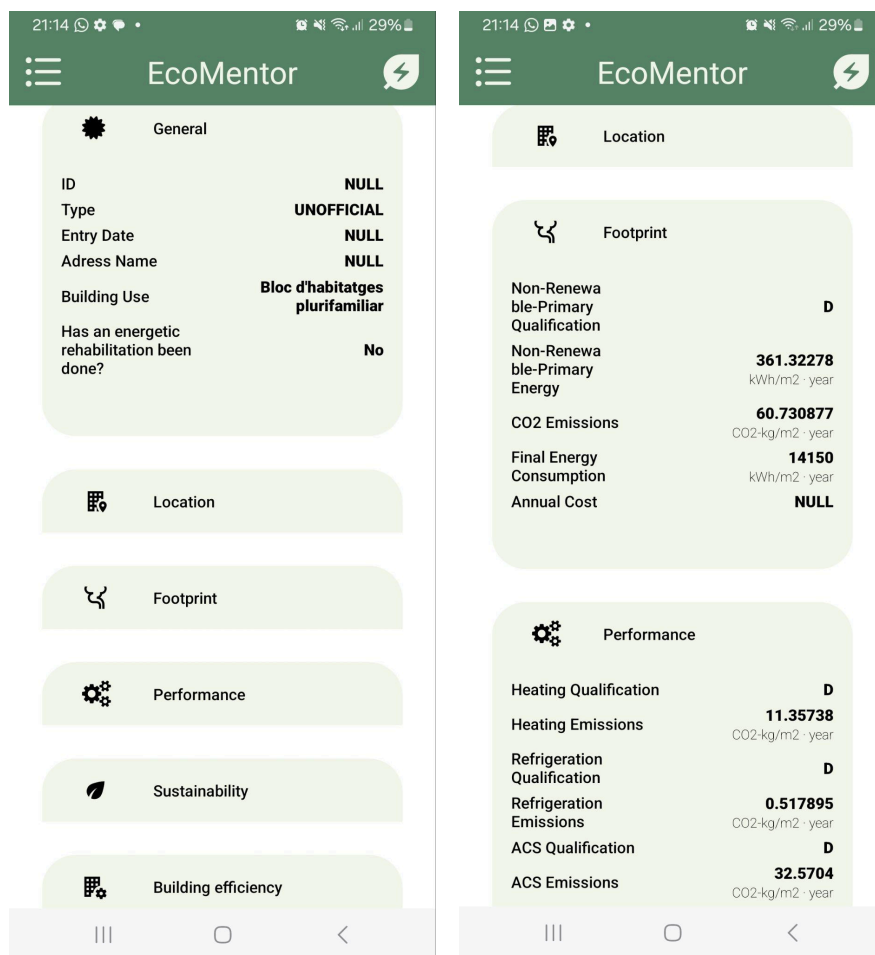 21:14 29%
EcoMentor
General
ID NULL
Type UNOFFICIAL
Entry Date NULL
Adress Name NULL
Building Use Bloc d'habitatges
plurifamiliar
Has an energetic
rehabilitation been No
done?
Location
Footprint
Performance
Sustainability
Building efficiency
21:14 29%
EcoMentor
Location
Footprint
Non-Renewa
ble-Primary D
Qualification
Non-Renewa
ble-Primary 361.32278
Energy kWh/m2 · year
CO2 Emissions 60.730877
CO2-kg/m2 · year
Final Energy 14150
Consumption kWh/m2 · year
Annual Cost NULL
Performance
Heating Qualification D
Heating Emissions 11.35738
CO2-kg/m2 · year
Refrigeration D
Qualification
Refrigeration 0.517895
Emissions CO2-kg/m2 · year
ACS Qualification D
ACS Emissions 32.5704
CO2-kg/m2 · year